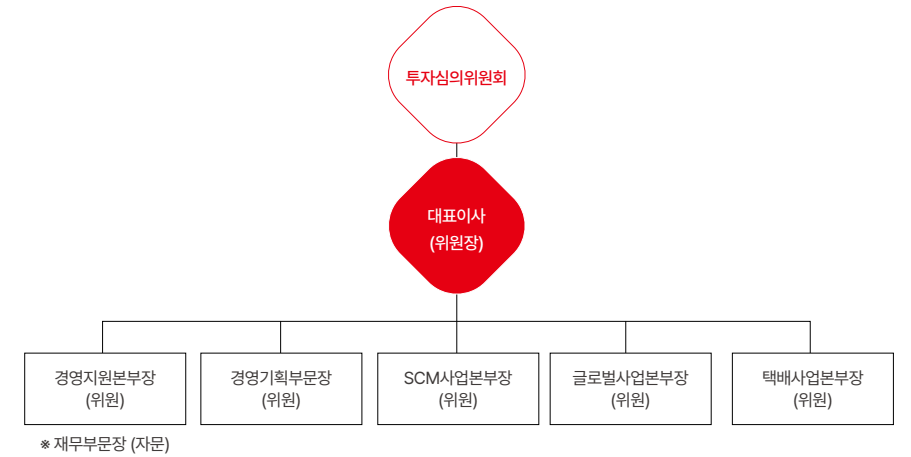 투자심의위원회
대표이사
(위원장)
경영지원본부장
(위원)
경영기획부문장
(위원)
SCM사업본부장
(위원)
글로벌사업본부장
(위원)
택배사업본부장
(위원)
※ 재무부문장 (자문)